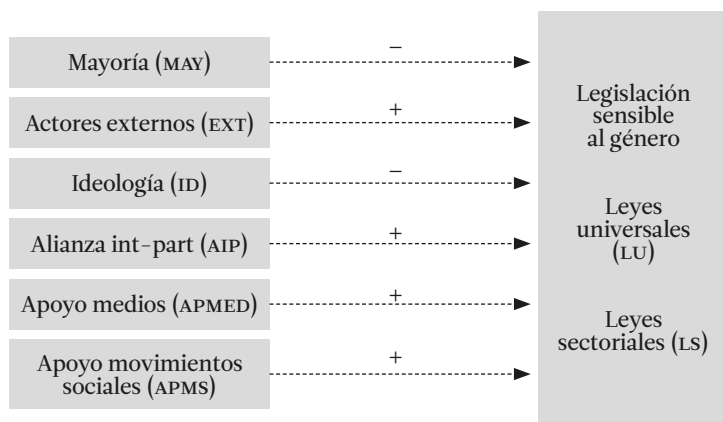 Mayoría (MAY)
−
Actores externos (EXT)
+
Ideología (ID)
−
Alianza int-part (AIP)
+
Apoyo medios (APMED)
+
Apoyo movimientos
sociales (APMS)
+
Legislación
sensible
al género
Leyes
universales
(LU)
Leyes
sectoriales (LS)